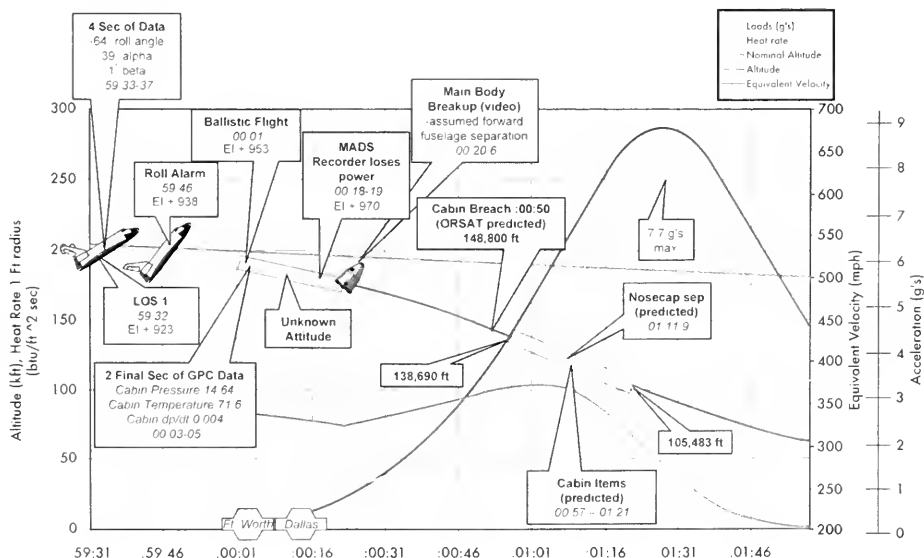 4 Sec of Data
-64 roll angle
39 alpha
1 beta
59 33-37
Loads (g's)
Heat rate
Nominal Altitude
Altitude
Equivalent Velocity
Ballistic Flight
00 01
EI + 953
Main Body
Breakup (video)
-assumed forward
fuselage separation
00 20 6
MADS
Recorder loses
power
00 18-19
EI + 970
Roll Alarm
59 46
EI + 938
Cabin Breach :00:50
(ORSAT predicted)
148,800 ft
7 7 g's
max
LOS 1
59 32
EI + 923
Unknown
Attitude
Nosecap sep
(predicted)
01 11 9
2 Final Sec of GPC Data
Cabin Pressure 14 64
Cabin Temperature 71 6
Cabin dp/dt 0 004
00 03-05
138,690 ft
105,483 ft
Cabin Items
(predicted)
00 57 - 01 21
Ft Worth
Dallas
Altitude (kft), Heat Rate 1 Ft radius
(btu/ft ^2 sec)
300
250
200
150
100
50
0
Equivalent Velocity (mph)
700
650
600
550
500
450
400
350
300
250
200
Acceleration (g's)
9
8
7
6
5
4
3
2
1
0
59:31
59 46
:00:01
:00:16
:00:31
:00:46
:01:01
:01:16
:01:31
:01:46